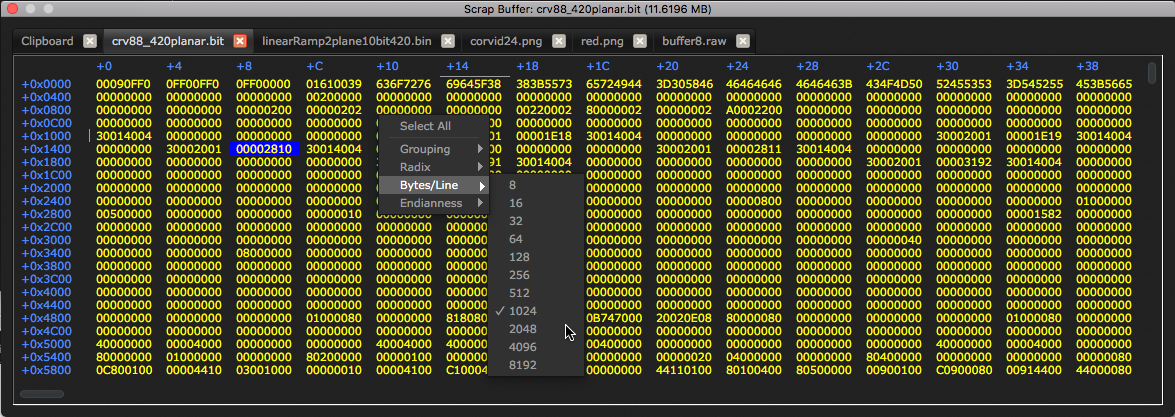 Scrap Buffer: crv88_420planar.bit (11.6196 MB)
Clipboard crv88_420planar.bit linearRamp2plane10bit420.bin corvid24.png red.png buffer8.raw
+0 +4 +8 +C +10 +14 +18 +1C +20 +24 +28 +2C +30 +34 +38
+0x0000 00090FF0 0FF00FF0 0FF00000 01610039 636F7276 69645F38 383B5573 65724944 3D305846 46464646 4646463B 434F4D50 52455353 3D545255 453B5665
+0x0400 00000000 00000000 00000000 00200000 00000000 00000000 00000000 00000000 00000000 00000000 00000000 00000000 00000000 00000000 00000000
+0x0800 00000000 00000000 00000200 00000202 00000000 00000000 00220002 80000002 00000002 A0002200 00000000 00000000 00000000 00000000 00000000
+0x0C00 00000000 00000000 00000000 00000000 00 00000000 00000000 00000000 00000000 00000000 00000000 00000000 00000000 00000000
+0x1000 30014004 00000000 00000000 00000000 01 00001E18 30014004 00000000 00000000 00000000 00000000 30002001 00001E19 30014004
+0x1400 00000000 30002001 00002810 30014004 00 00000000 00000000 30002001 00002811 30014004 00000000 00000000 00000000 00000000
+0x1800 00000000 00000000 00000000 00000000 91 30014004 00000000 00000000 00000000 00000000 30002001 00003192 30014004 00000000
+0x1C00 00000000 00000000 00000000 00000000 00000000 00000000 00000000 00000000 00000000 00000000 00000000 00000000
+0x2000 00000000 00000000 00000000 00000000 00000000 00000000 00000000 00000000 00000000 00000000 00000000 01000000
+0x2400 00000000 00000000 00000000 00000000 00000000 00000000 00000000 00000800 00000000 00000000 00000000 00000000
+0x2800 00500000 00000000 00000000 00000010 00000000 00000000 00000000 00000000 00000000 00000000 00001582 00000000
+0x2C00 00000000 00000000 00000000 00000000 00000000 00000 00000000 00000000 00000000 00000000 00000000 00000000 00000000 00000000
+0x3000 00000000 00000000 00000000 00000000 00000000 00000 00000000 00000000 00000000 00000000 00000040 00000000 00000000 00000000
+0x3400 00000000 00000000 08000000 00000000 00000000 00000 00000000 00000000 00000000 00000000 00000000 00000000 00000000 00000000
+0x3800 00000000 00000000 00000000 00000000 00000000 00000 00000000 00000000 00000000 00000000 00000000 00000000 00000000 00000000
+0x3C00 00000000 00000000 00000000 00000000 00000000 00000 00000000 00000000 00000000 00000000 00000000 00000000 00000000 00000000
+0x4000 00000000 00000000 00000000 00000000 00000000 00000 00000000 00000000 00000000 00000000 00000000 00000000 00000000 00000000
+0x4400 00000000 00000000 00000000 00000000 00000000 00000 00000000 00000000 00000000 00000000 00000000 00000000 00000000 00000000
+0x4800 00000000 00000000 00000000 01000080 00000000 81808 0B747000 20020E08 80000080 00000000 00000000 00000000 01000080 00000000
+0x4C00 00000000 00000000 00000000 00000000 00000000 00000 00000000 00000000 00000000 00000000 00000000 00000000 00000000 00000000
+0x5000 40000000 00004000 00000000 00000000 40004000 40000 00400000 00000000 00000000 00000000 00000000 40000000 00004000 00000000
+0x5400 80000000 01000000 00000000 80200000 00000100 00000 00000000 00000020 04000000 00000000 80400000 00000000 00000000 00000080
+0x5800 0C800100 00004410 03001000 00000010 00004100 C1000 00000000 44110100 80100400 80500000 00900100 C0900080 00914400 44000080
Select All
Grouping
Radix
Bytes/Line
Endianness
8
16
32
64
128
256
512
✓ 1024
2048
4096
8192